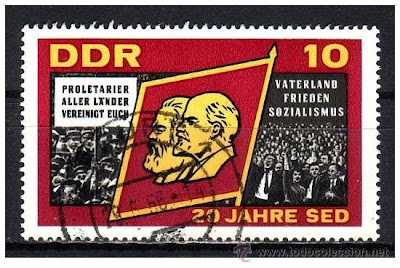 DDR 10
PROLETARIER
ALLER LÄNDER
VEREINIGT EUCH
VATERLAND
FRIEDEN
SOZIALISMUS
20 JAHRE SED
www.todocoleccion.net